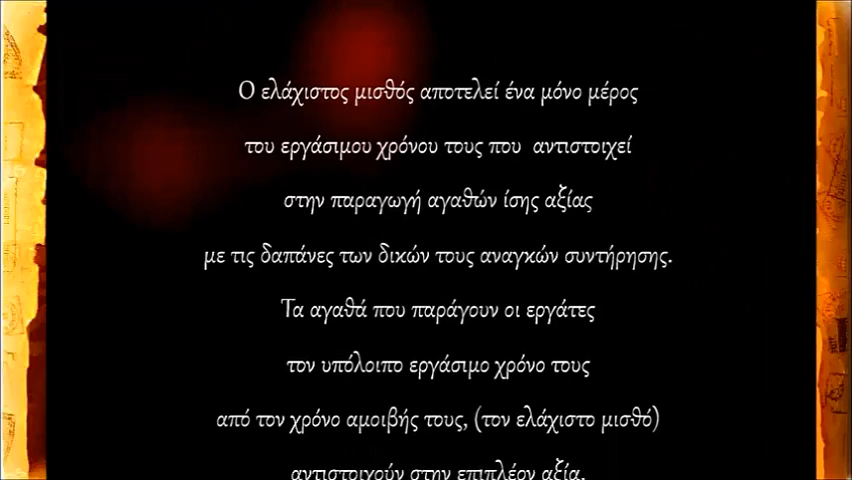 Ο ελάχιστος μισθός αποτελεί ένα μόνο μέρος
του εργάσιμου χρόνου τους που αντιστοιχεί
στην παραγωγή αγαθών ίσης αξίας
με τις δαπάνες των δικών τους αναγκών συντήρησης.
Τα αγαθά που παράγουν οι εργάτες
τον υπόλοιπο εργάσιμο χρόνο τους
από τον χρόνο αμοιβής τους, (τον ελάχιστο μισθό)
αντιστοιχούν στην επιπλέον αξία.